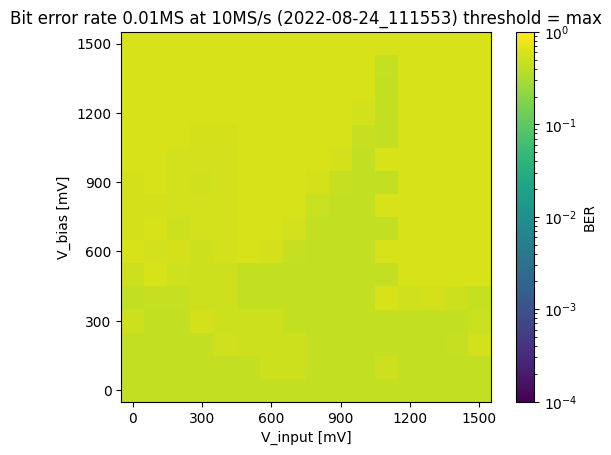 Bit error rate 0.01MS at 10MS/s (2022-08-24_111553) threshold = max
V_bias [mV]
1500
1200
900
600
300
0
0 300 600 900 1200 1500
V_input [mV]
10^0
10^-1
10^-2
10^-3
10^-4
BER